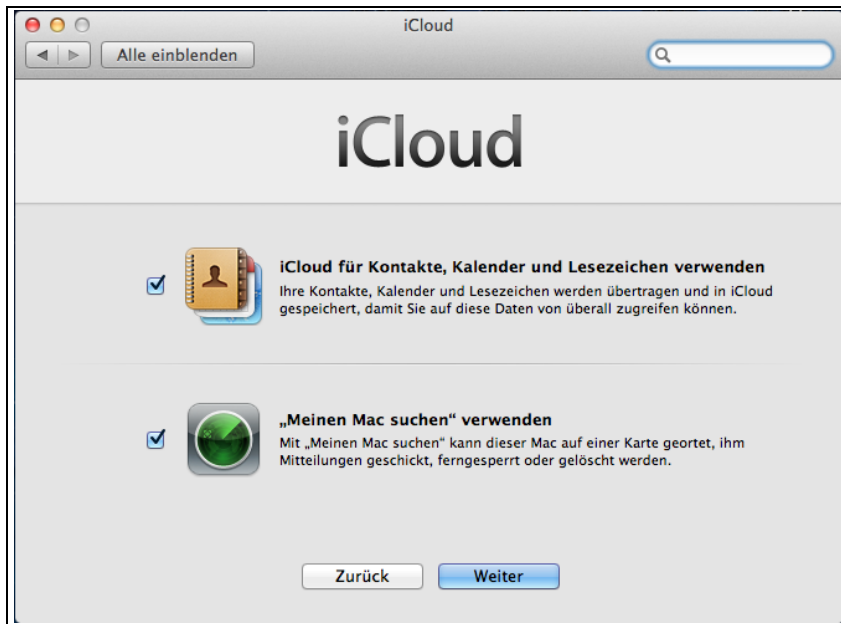 iCloud
Alle einblenden
iCloud
iCloud für Kontakte, Kalender und Lesezeichen verwenden
Ihre Kontakte, Kalender und Lesezeichen werden übertragen und in iCloud
gespeichert, damit Sie auf diese Daten von überall zugreifen können.
„Meinen Mac suchen“ verwenden
Mit „Meinen Mac suchen“ kann dieser Mac auf einer Karte geortet, ihm
Mitteilungen geschickt, ferngesperrt oder gelöscht werden.
Zurück
Weiter